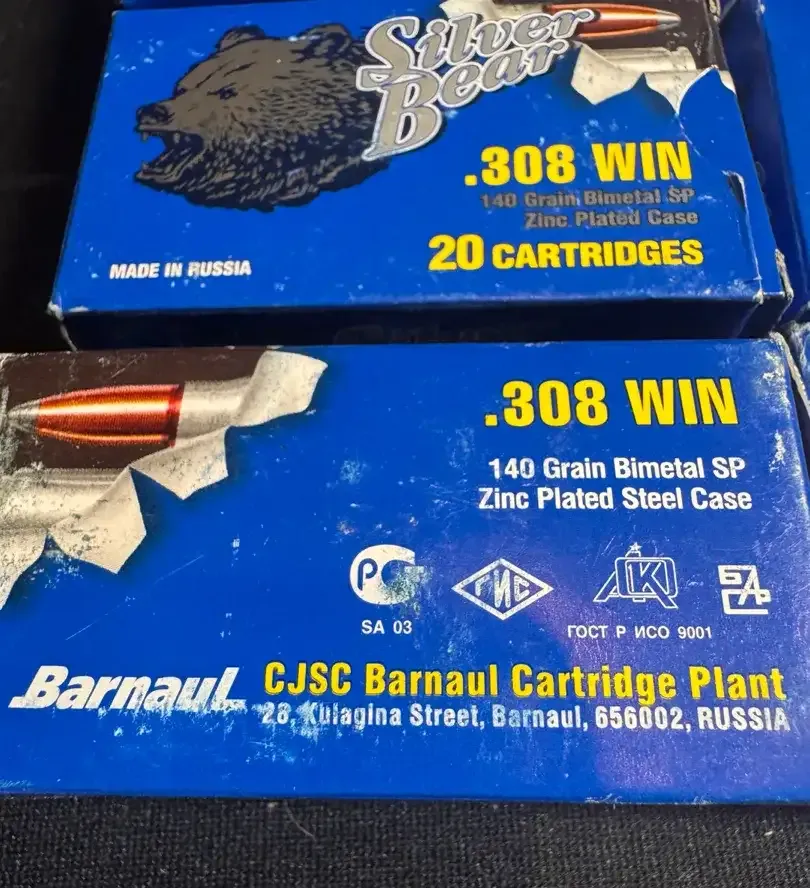 Silver
Bear
.308 WIN
140 Grain Bimetal SP
Zinc Plated Case
20 CARTRIDGES
MADE IN RUSSIA
.308 WIN
140 Grain Bimetal SP
Zinc Plated Steel Case
РСТ
SA 03
ГИС
ГОСТ Р ИСО 9001
Barnaul
CJSC Barnaul Cartridge Plant
28, Kulagina Street, Barnaul, 656002, RUSSIA